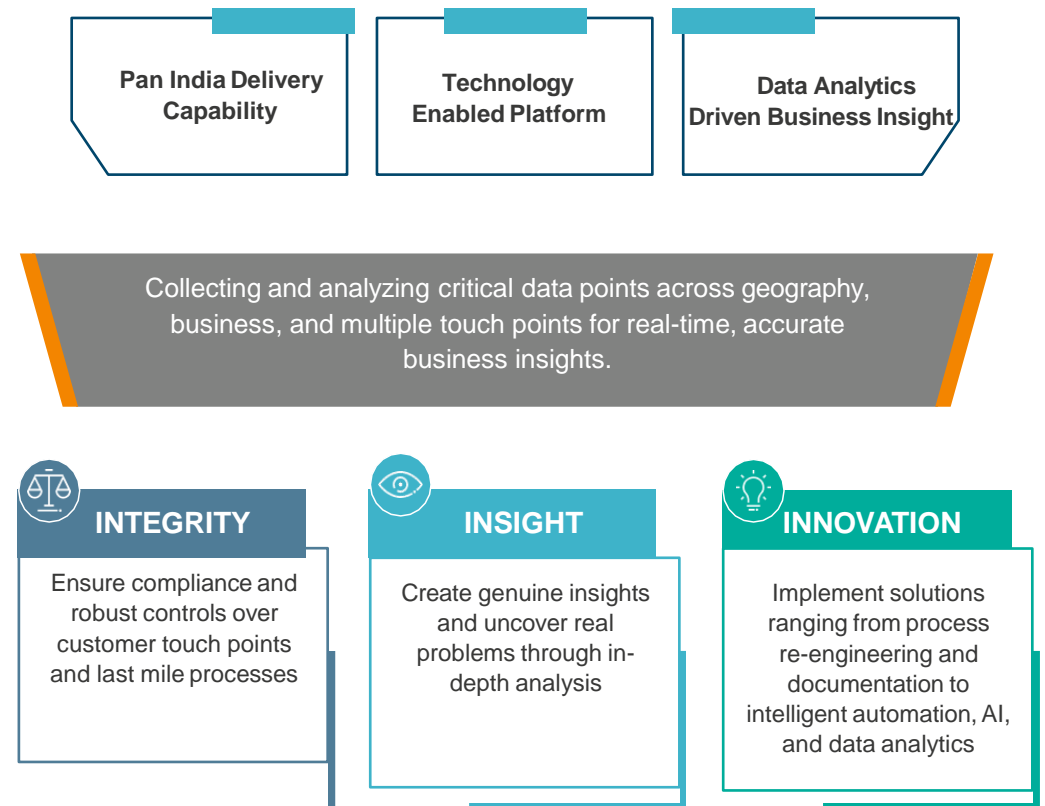 Pan India Delivery
Capability
Technology
Enabled Platform
Data Analytics
Driven Business Insight
Collecting and analyzing critical data points across geography,
business, and multiple touch points for real-time, accurate
business insights.
INTEGRITY
Ensure compliance and
robust controls over
customer touch points
and last mile processes
INSIGHT
Create genuine insights
and uncover real
problems through in-
depth analysis
INNOVATION
Implement solutions
ranging from process
re-engineering and
documentation to
intelligent automation, AI,
and data analytics